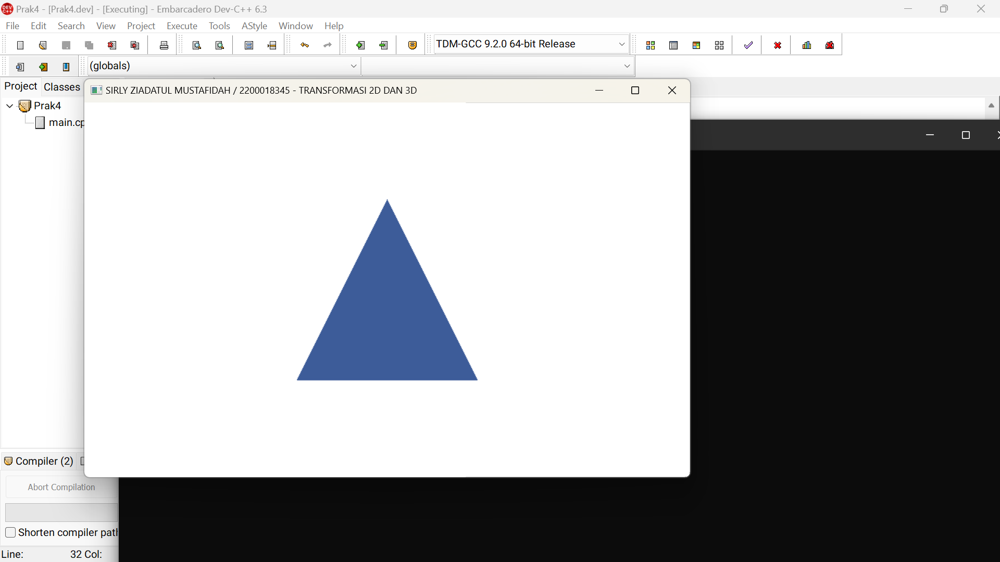 Prak4 - [Prak4.dev] - [Executing] - Embarcadero Dev-C++ 6.3
File Edit Search View Project Execute Tools AStyle Window Help
TDM-GCC 9.2.0 64-bit Release
(globals)
Project Classes
SIRLY ZIADATUL MUSTAFIDAH / 2200018345 - TRANSFORMASI 2D DAN 3D
Prak4
main.cp
Compiler (2)
Abort Compilation
Shorten compiler path
Line: 32 Col: